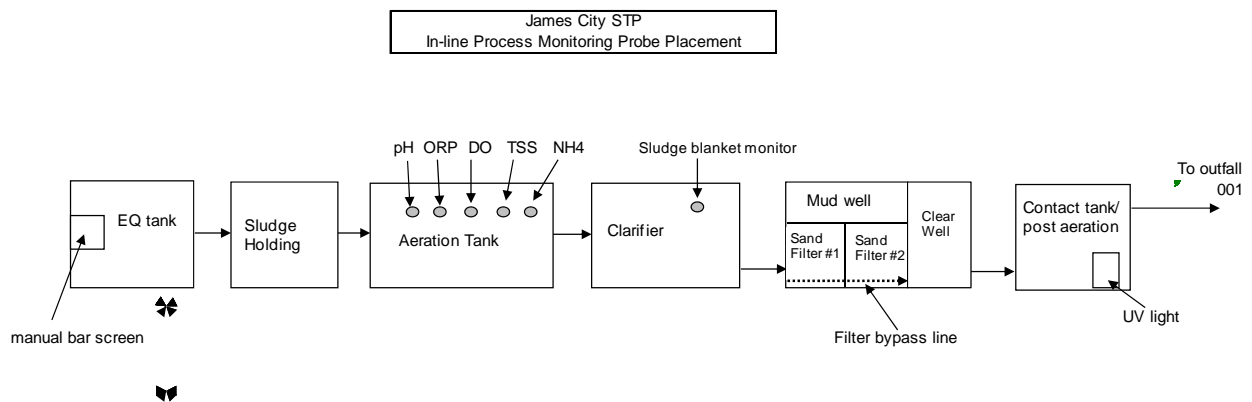 James City STP
In-line Process Monitoring Probe Placement
pH ORP DO TSS NH4
Sludge blanket monitor
To outfall
001
EQ tank
Sludge
Holding
Aeration Tank
Clarifier
Mud well
Sand
Filter #1
Sand
Filter #2
Clear
Well
Contact tank/
post aeration
manual bar screen
Filter bypass line
UV light